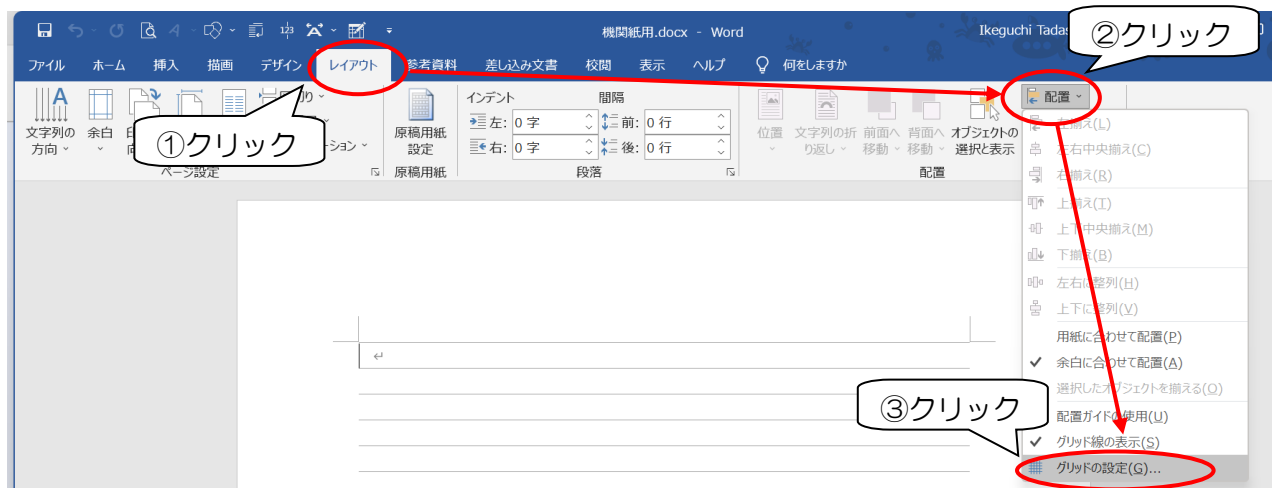 機関紙用.docx - Word
Ikeguchi Tadas
②クリック
ファイル ホーム 挿入 描画 デザイン レイアウト 参考資料 差し込み文書 校閲 表示 ヘルプ 何をしますか
①クリック
文字列の
方向
余白
ページ設定
原稿用紙
設定
原稿用紙
インデント 間隔
左: 0 字 前: 0 行
右: 0 字 後: 0 行
段落
位置 文字列の折
り返し
前面へ
移動
背面へ
移動
オブジェクトの
選択と表示
配置
配置
左揃え(L)
左右中央揃え(C)
右揃え(R)
上揃え(T)
上下中央揃え(M)
下揃え(B)
左右に整列(H)
上下に整列(V)
用紙に合わせて配置(P)
余白に合わせて配置(A)
選択したオブジェクトを揃える(O)
配置ガイドの使用(U)
グリッド線の表示(S)
グリッドの設定(G)...
③クリック